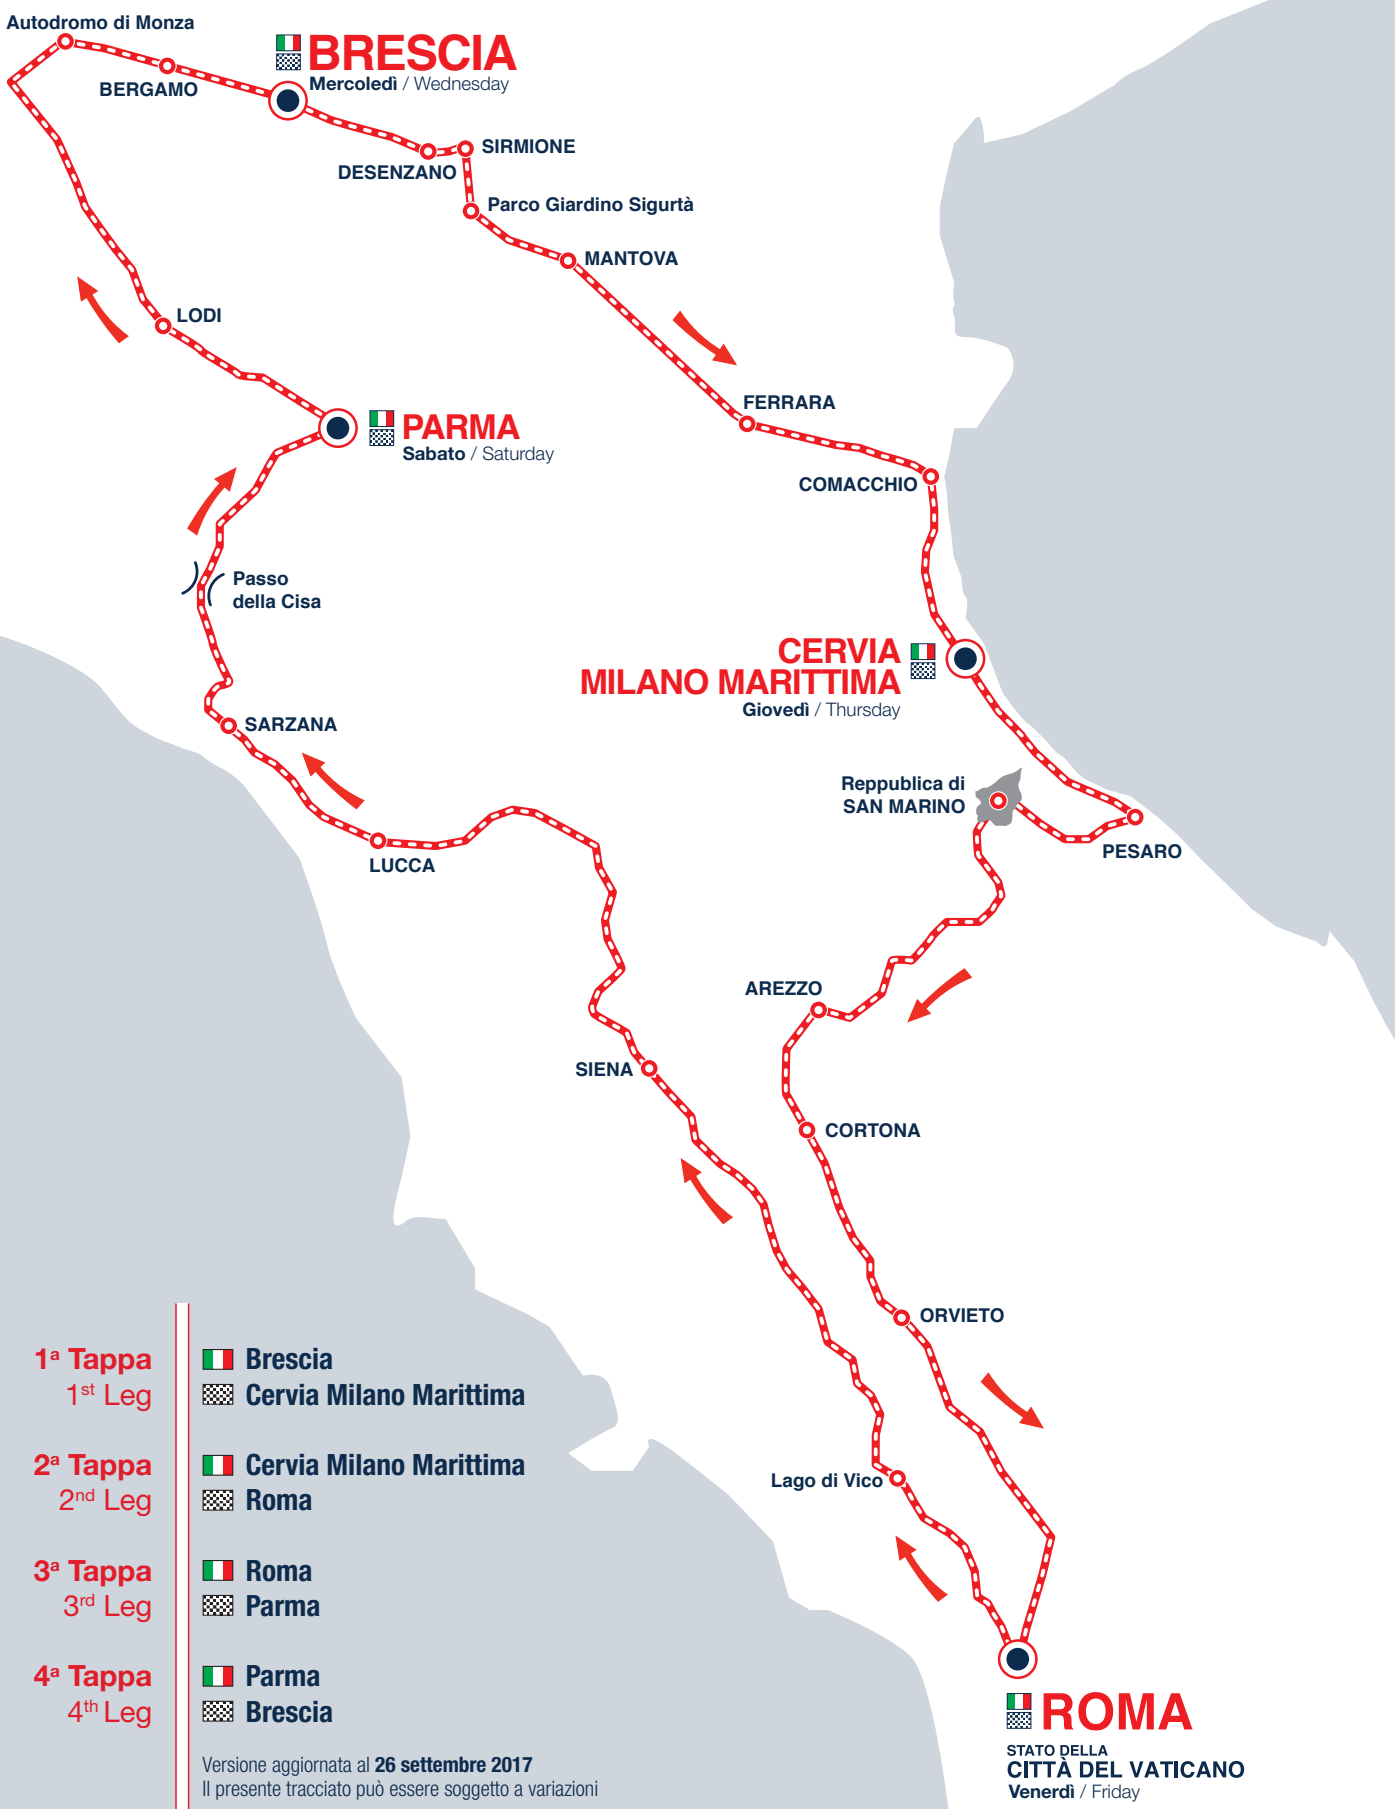 Autodromo di Monza
BERGAMO
BRESCIA
Mercoledì / Wednesday
DESENZANO
SIRMIONE
Parco Giardino Sigurtà
MANTOVA
LODI
FERRARA
PARMA
Sabato / Saturday
COMACCHIO
Passo
della Cisa
CERVIA
MILANO MARITTIMA
Giovedì / Thursday
SARZANA
Reppublica di
SAN MARINO
PESARO
LUCCA
AREZZO
SIENA
CORTONA
ORVIETO
Lago di Vico
ROMA
STATO DELLA
CITTÀ DEL VATICANO
Venerdì / Friday
1ª Tappa Brescia
1st Leg Cervia Milano Marittima
2ª Tappa Cervia Milano Marittima
2nd Leg Roma
3ª Tappa Roma
3rd Leg Parma
4ª Tappa Parma
4th Leg Brescia
Versione aggiornata al 26 settembre 2017
Il presente tracciato può essere soggetto a variazioni